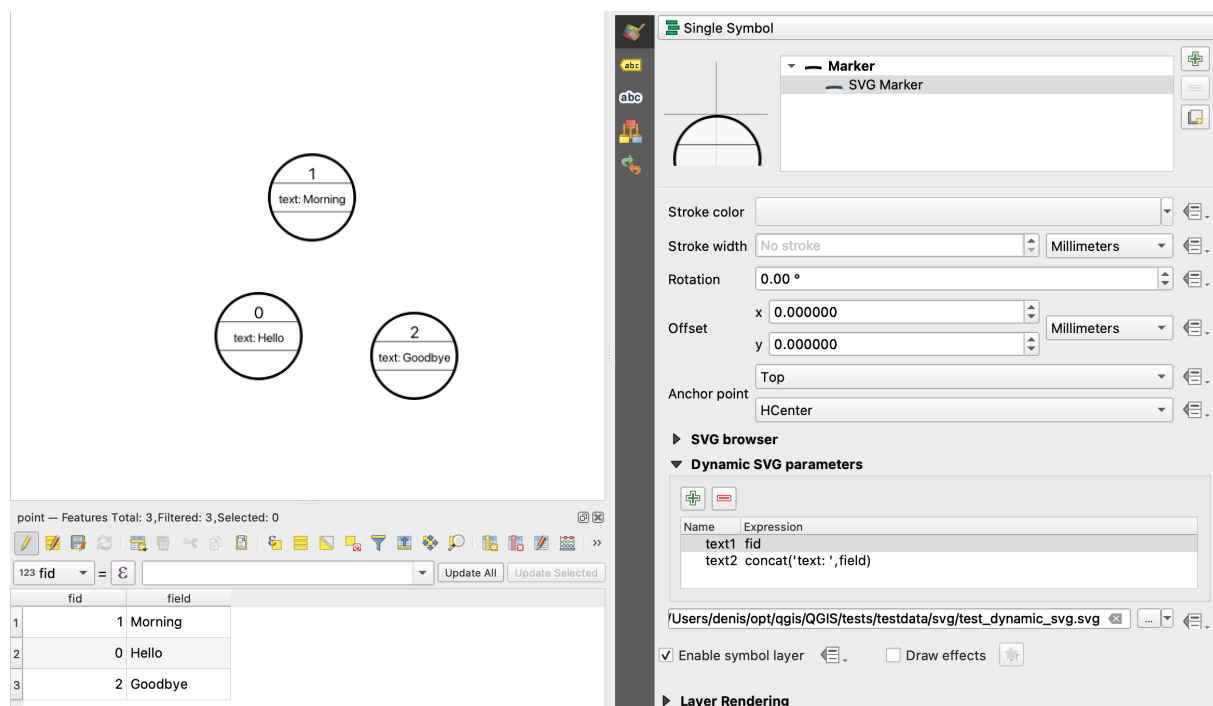 1
text: Morning
0
text: Hello
2
text: Goodbye
point — Features Total: 3,Filtered: 3,Selected: 0
123 fid
=
ε
Update All
Update Selected
fid
field
1
1
Morning
2
0
Hello
3
2
Goodbye
abc
abc
Single Symbol
Marker
SVG Marker
Stroke color
Stroke width
No stroke
Millimeters
Rotation
0.00 °
Offset
x
0.000000
y
0.000000
Millimeters
Anchor point
Top
HCenter
SVG browser
Dynamic SVG parameters
Name
Expression
text1
fid
text2
concat('text: ',field)
/Users/denis/opt/qgis/QGIS/tests/testdata/svg/test_dynamic_svg.svg
...
Enable symbol layer
Draw effects
Layer Rendering